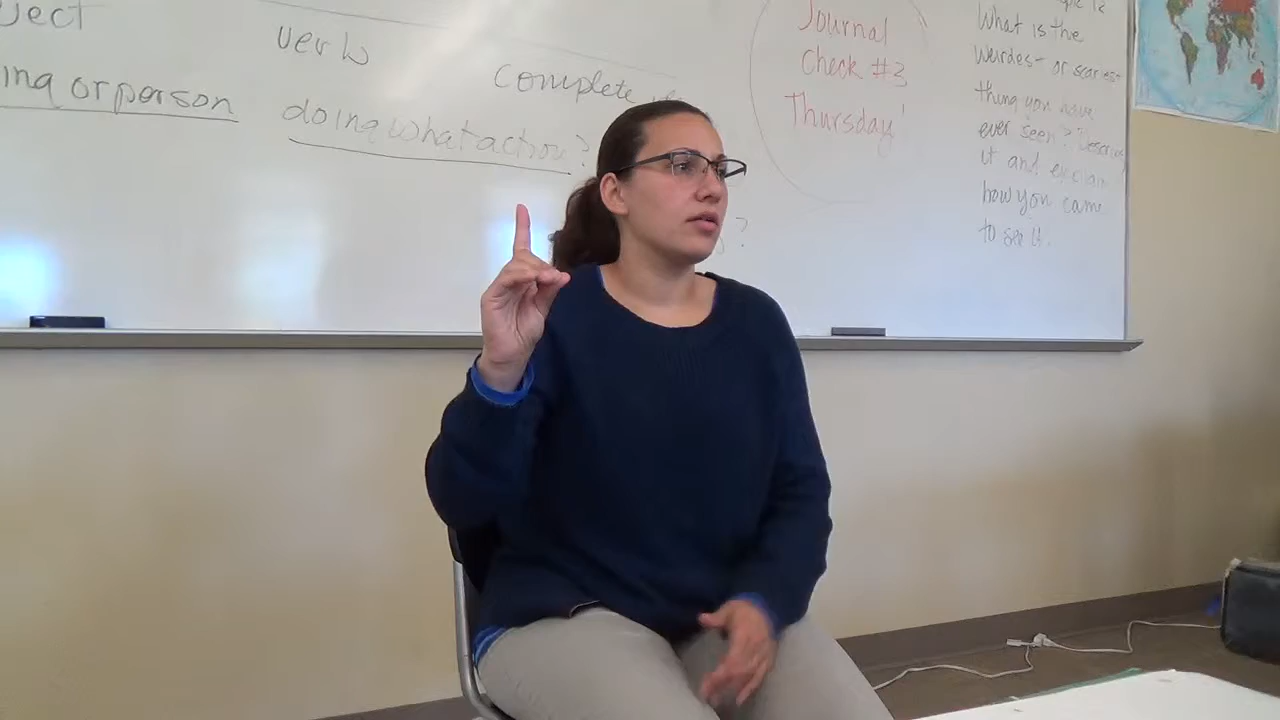 verb
ing or person
doing what action?
complete
?
Journal
Check #3
Thursday!
What is the
weirdest or scariest
thing you have
ever seen? Describe
it and explain
how you came
to see it.